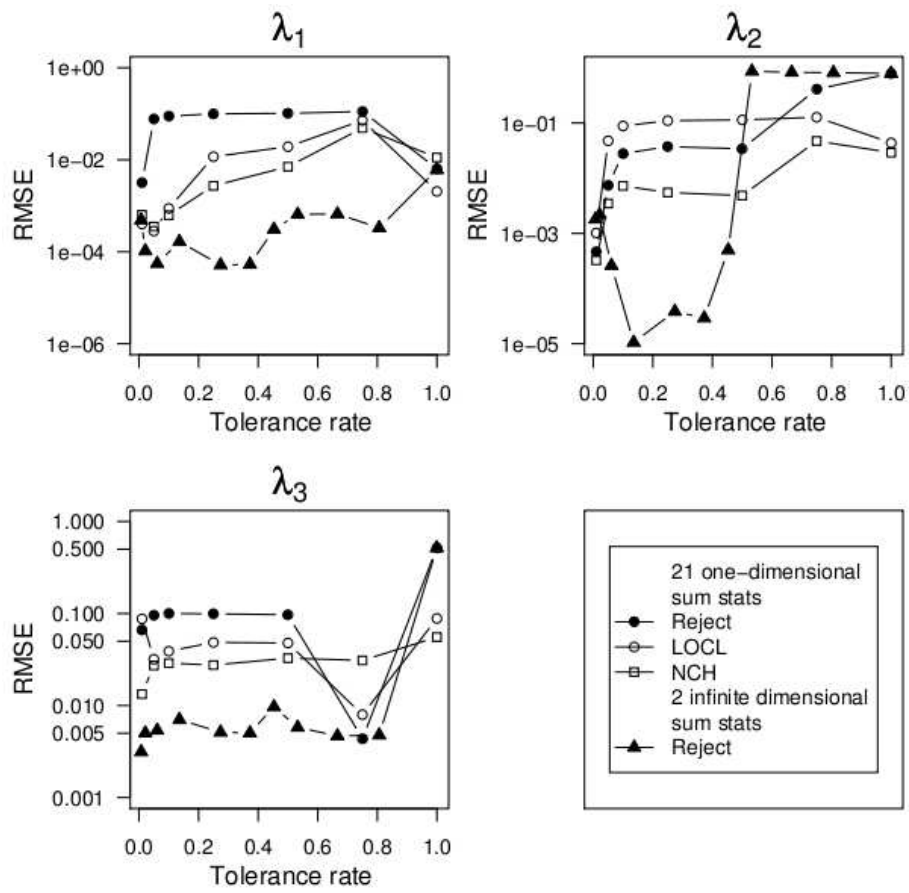 λ1
1e+00
1e−02
1e−04
1e−06
RMSE
0.0 0.2 0.4 0.6 0.8 1.0
Tolerance rate
λ2
1e−01
1e−03
1e−05
RMSE
0.0 0.2 0.4 0.6 0.8 1.0
Tolerance rate
λ3
1.000
0.500
0.100
0.050
0.010
0.005
0.001
RMSE
0.0 0.2 0.4 0.6 0.8 1.0
Tolerance rate
21 one−dimensional
sum stats
Reject
LOCL
NCH
2 infinite dimensional
sum stats
Reject